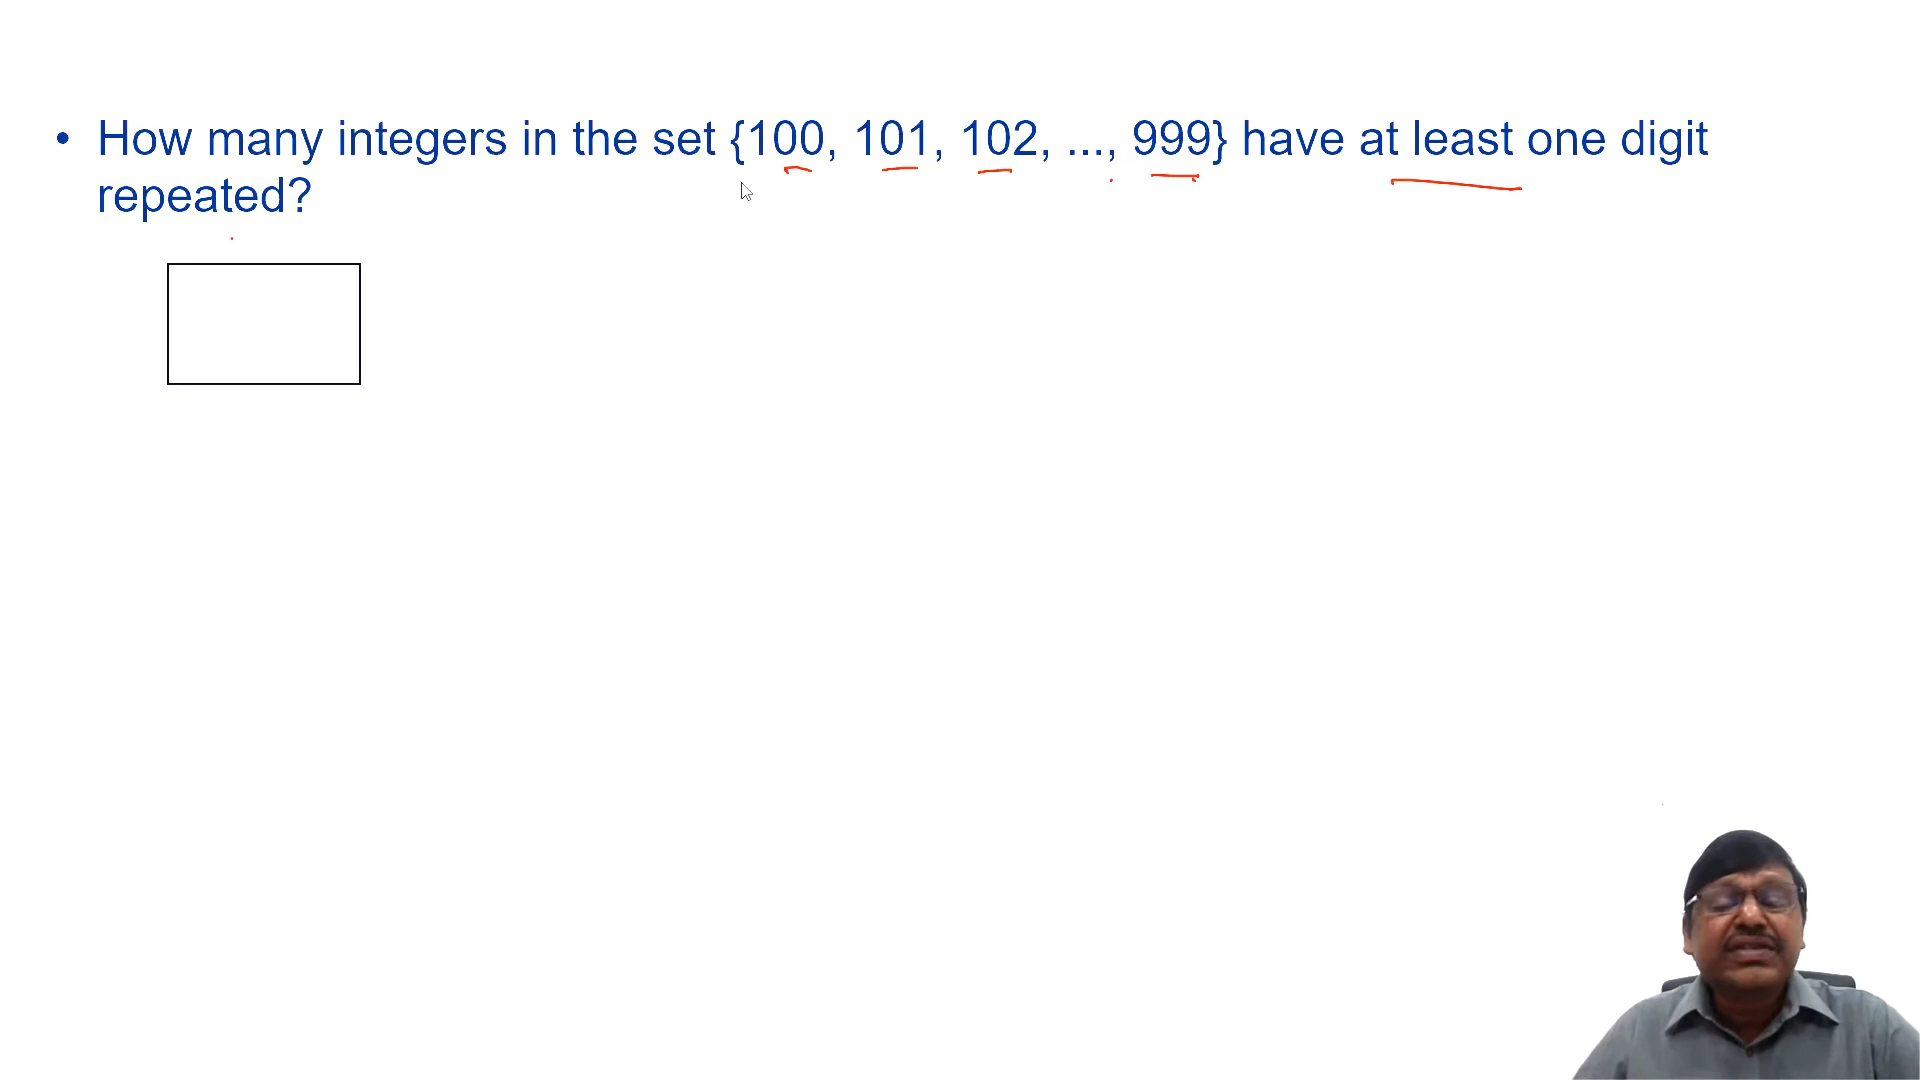 • How many integers in the set {100, 101, 102, ..., 999} have at least one digit
repeated?